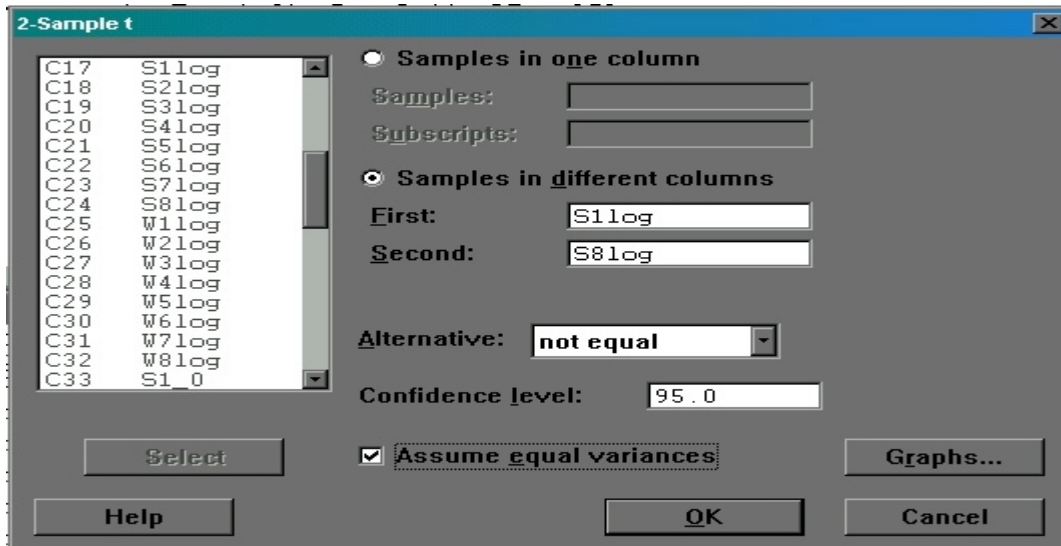 2-Sample t
C17 S1log
C18 S2log
C19 S3log
C20 S4log
C21 S5log
C22 S6log
C23 S7log
C24 S8log
C25 W1log
C26 W2log
C27 W3log
C28 W4log
C29 W5log
C30 W6log
C31 W7log
C32 W8log
C33 S1_0
Samples in one column
Samples:
Subscripts:
Samples in different columns
First: S1log
Second: S8log
Alternative: not equal
Confidence level: 95.0
Select
Assume equal variances
Graphs...
Help
OK
Cancel